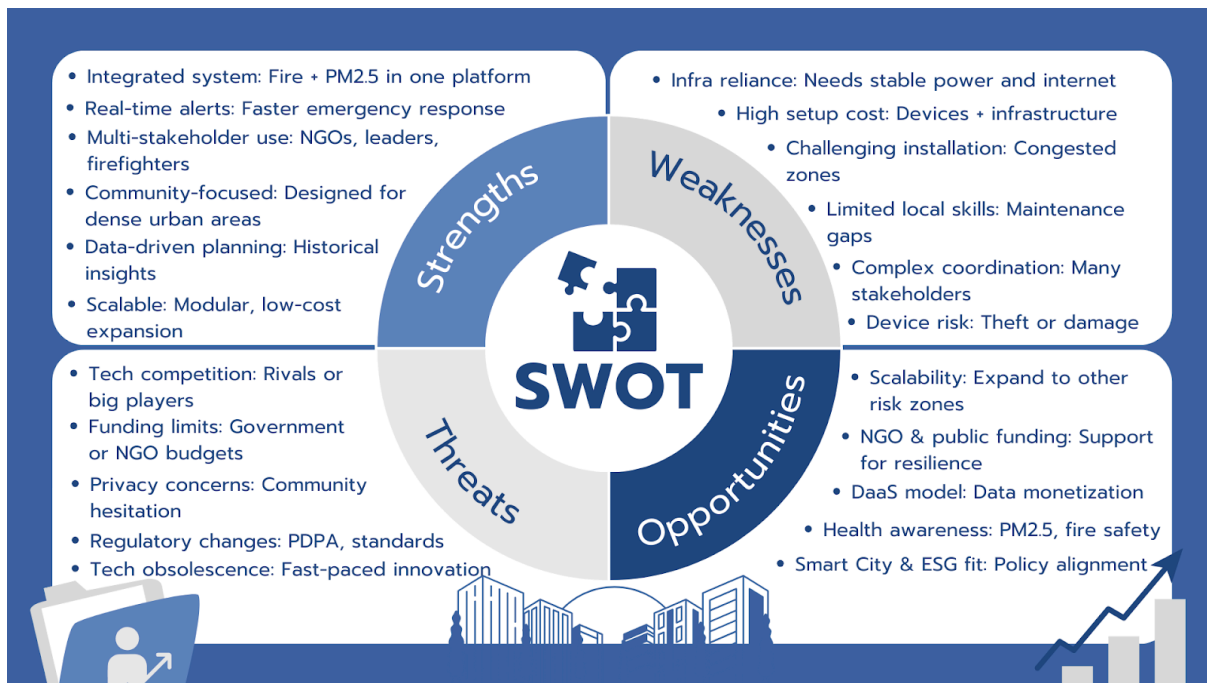 • Integrated system: Fire + PM2.5 in one platform
• Real-time alerts: Faster emergency response
• Multi-stakeholder use: NGOs, leaders,
firefighters
• Community-focused: Designed for
dense urban areas
• Data-driven planning: Historical
insights
• Scalable: Modular, low-cost
expansion
Strengths
• Infra reliance: Needs stable power and internet
• High setup cost: Devices + infrastructure
• Challenging installation: Congested
zones
• Limited local skills: Maintenance
gaps
• Complex coordination: Many
stakeholders
• Device risk: Theft or damage
Weaknesses
SWOT
• Tech competition: Rivals or
big players
• Funding limits: Government
or NGO budgets
• Privacy concerns: Community
hesitation
• Regulatory changes: PDPA, standards
• Tech obsolescence: Fast-paced innovation
Threats
• Scalability: Expand to other
risk zones
• NGO & public funding: Support
for resilience
• DaaS model: Data monetization
• Health awareness: PM2.5, fire safety
• Smart City & ESG fit: Policy alignment
Opportunities